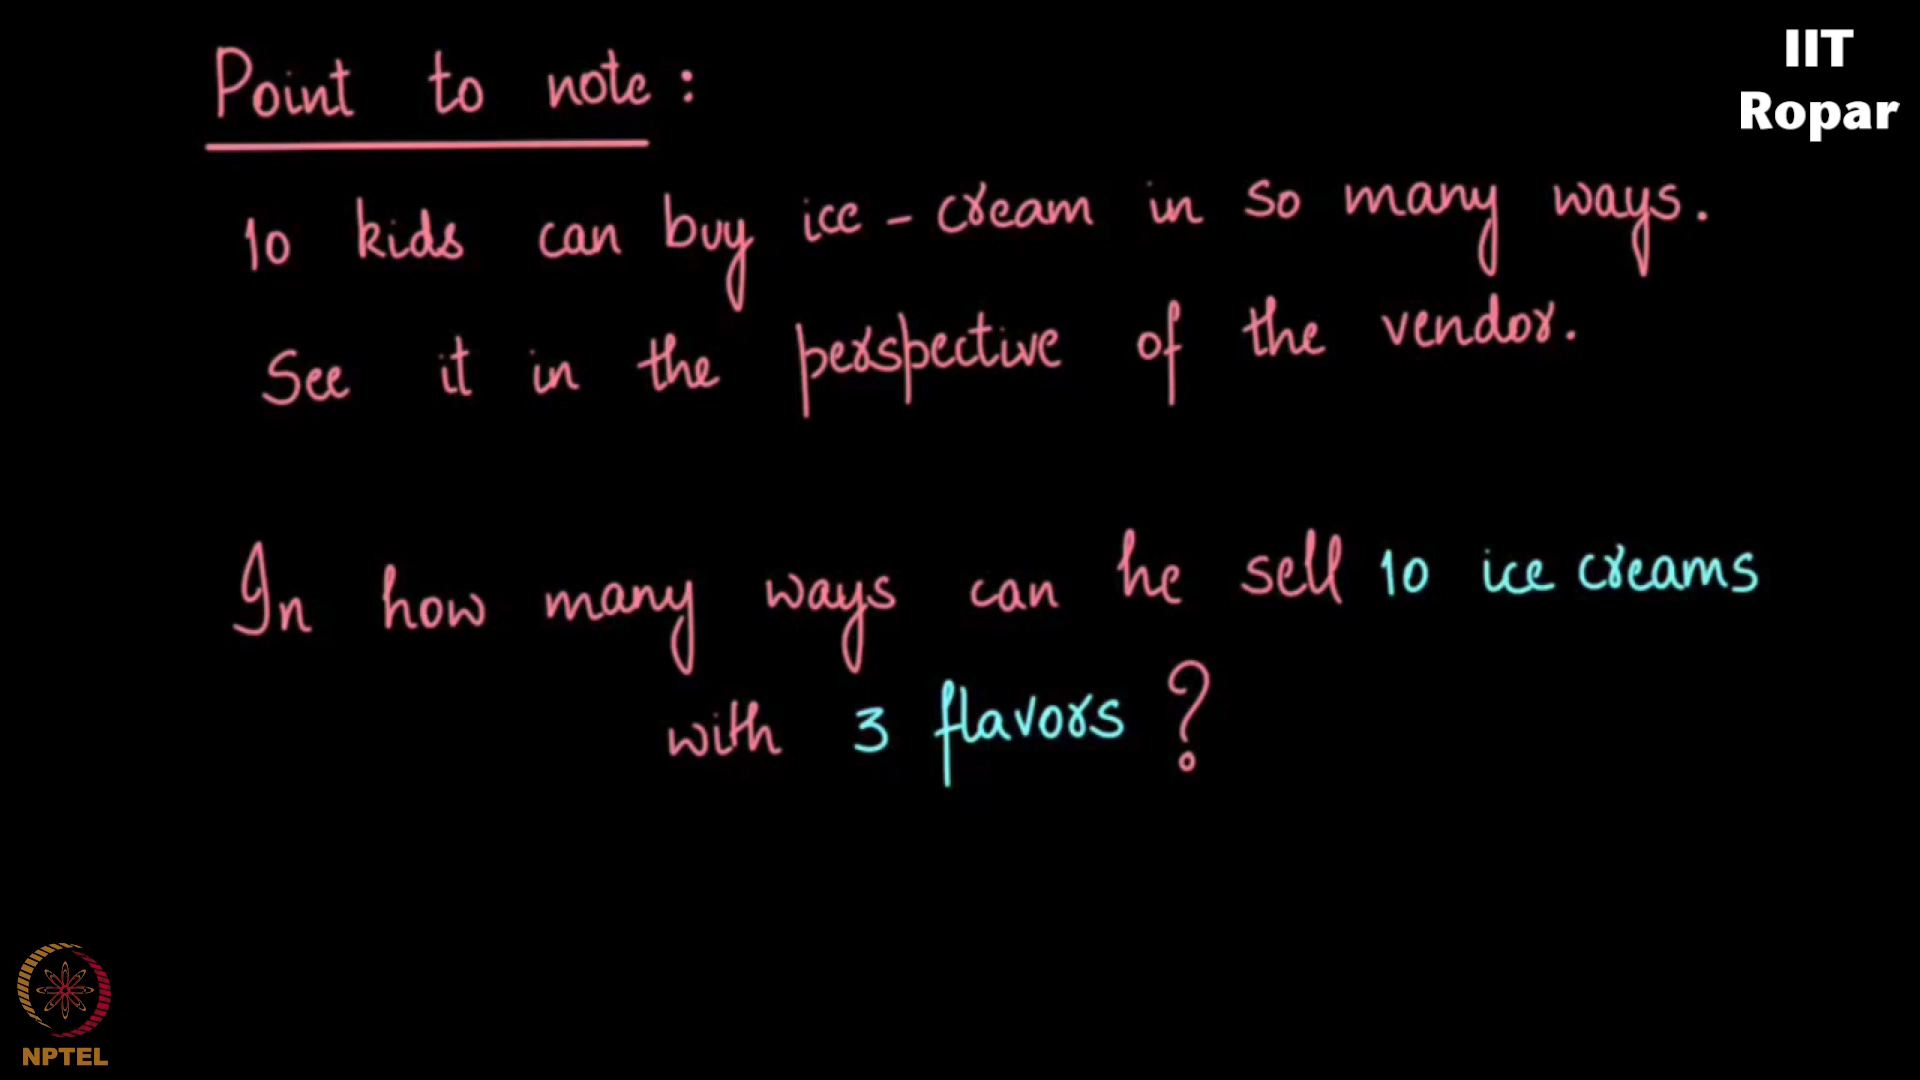 Point to note :
IIT
Ropar
10 kids can buy ice - cream in so many ways.
See it in the perspective of the vendor.
In how many ways can he sell 10 ice creams
with 3 flavors ?
NPTEL